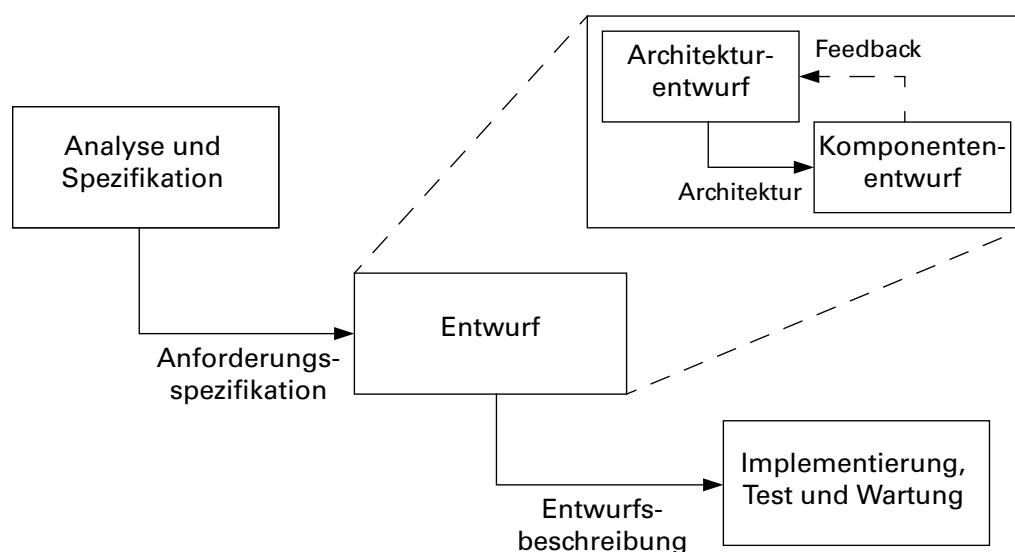 Architektur-
entwurf
Feedback
Komponenten-
entwurf
Architektur
Analyse und
Spezifikation
Anforderungs-
spezifikation
Entwurf
Entwurfs-
beschreibung
Implementierung,
Test und Wartung